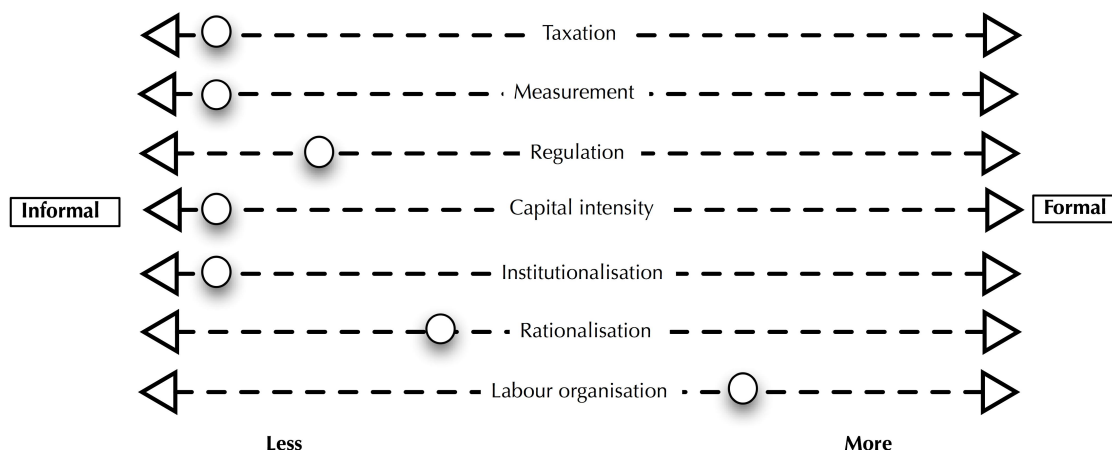 Taxation
Measurement
Regulation
Informal
Capital intensity
Formal
Institutionalisation
Rationalisation
Labour organisation
Less
More